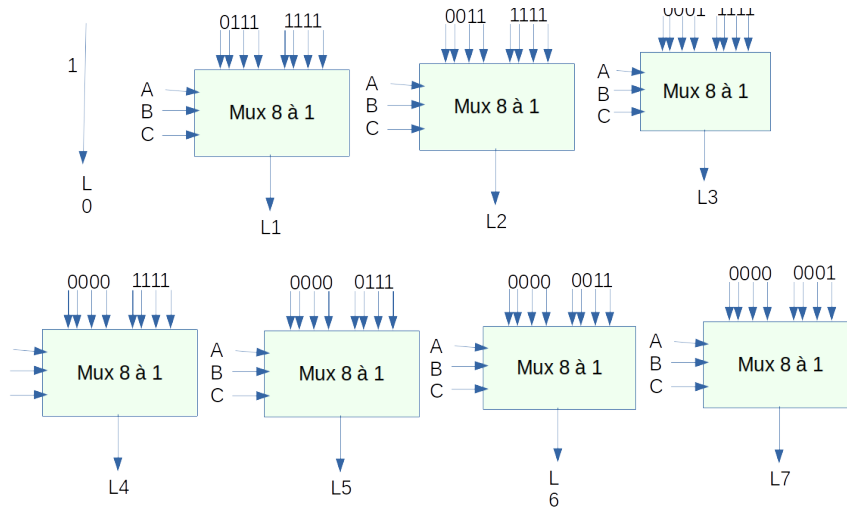 0111 1111
0011 1111
0001 1111
1
A
B
C
Mux 8 à 1
A
B
C
Mux 8 à 1
A
B
C
Mux 8 à 1
L
0
L1
L2
L3
0000 1111
0000 0111
0000 0011
0000 0001
Mux 8 à 1
A
B
C
Mux 8 à 1
A
B
C
Mux 8 à 1
A
B
C
Mux 8 à 1
L4
L5
L
6
L7